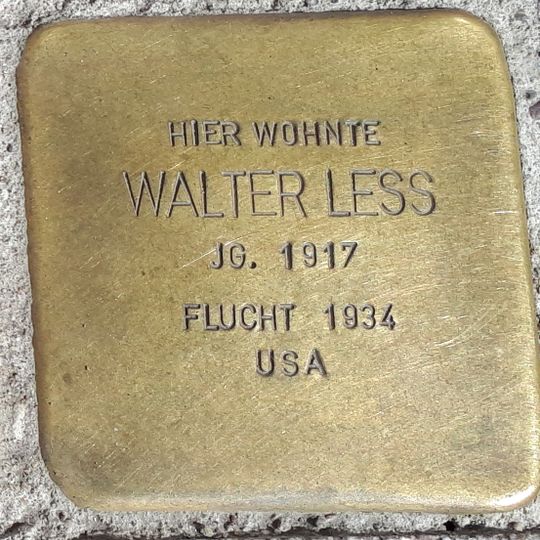 HIER WOHNTE
WALTER LESS
JG. 1917
FLUCHT 1934
USA